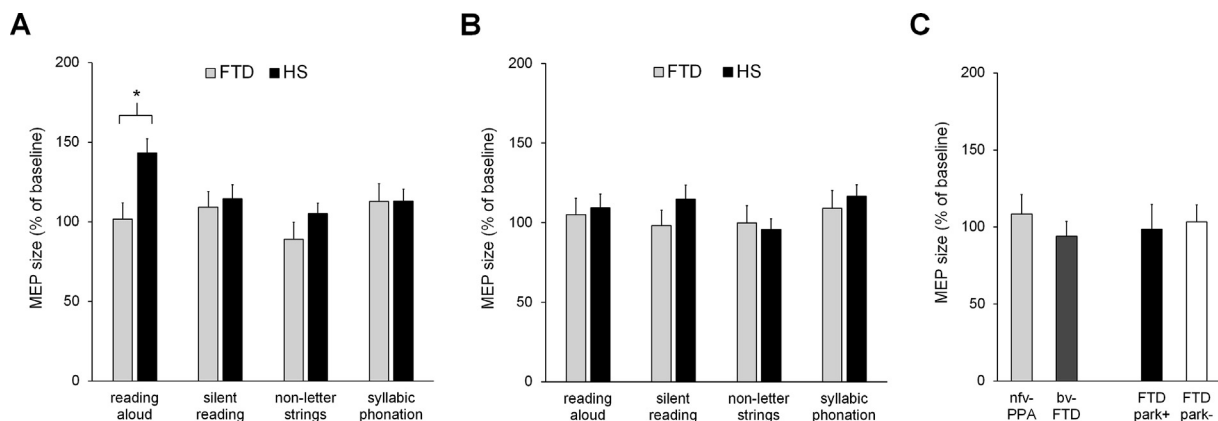 A
MEP size (% of baseline)
200
150
100
50
0
FTD HS
*
reading aloud
silent reading
non-letter strings
syllabic phonation
B
MEP size (% of baseline)
200
150
100
50
0
FTD HS
reading aloud
silent reading
non-letter strings
syllabic phonation
C
MEP size (% of baseline)
200
150
100
50
0
nfv-PPA
bv-FTD
FTD park+
FTD park-